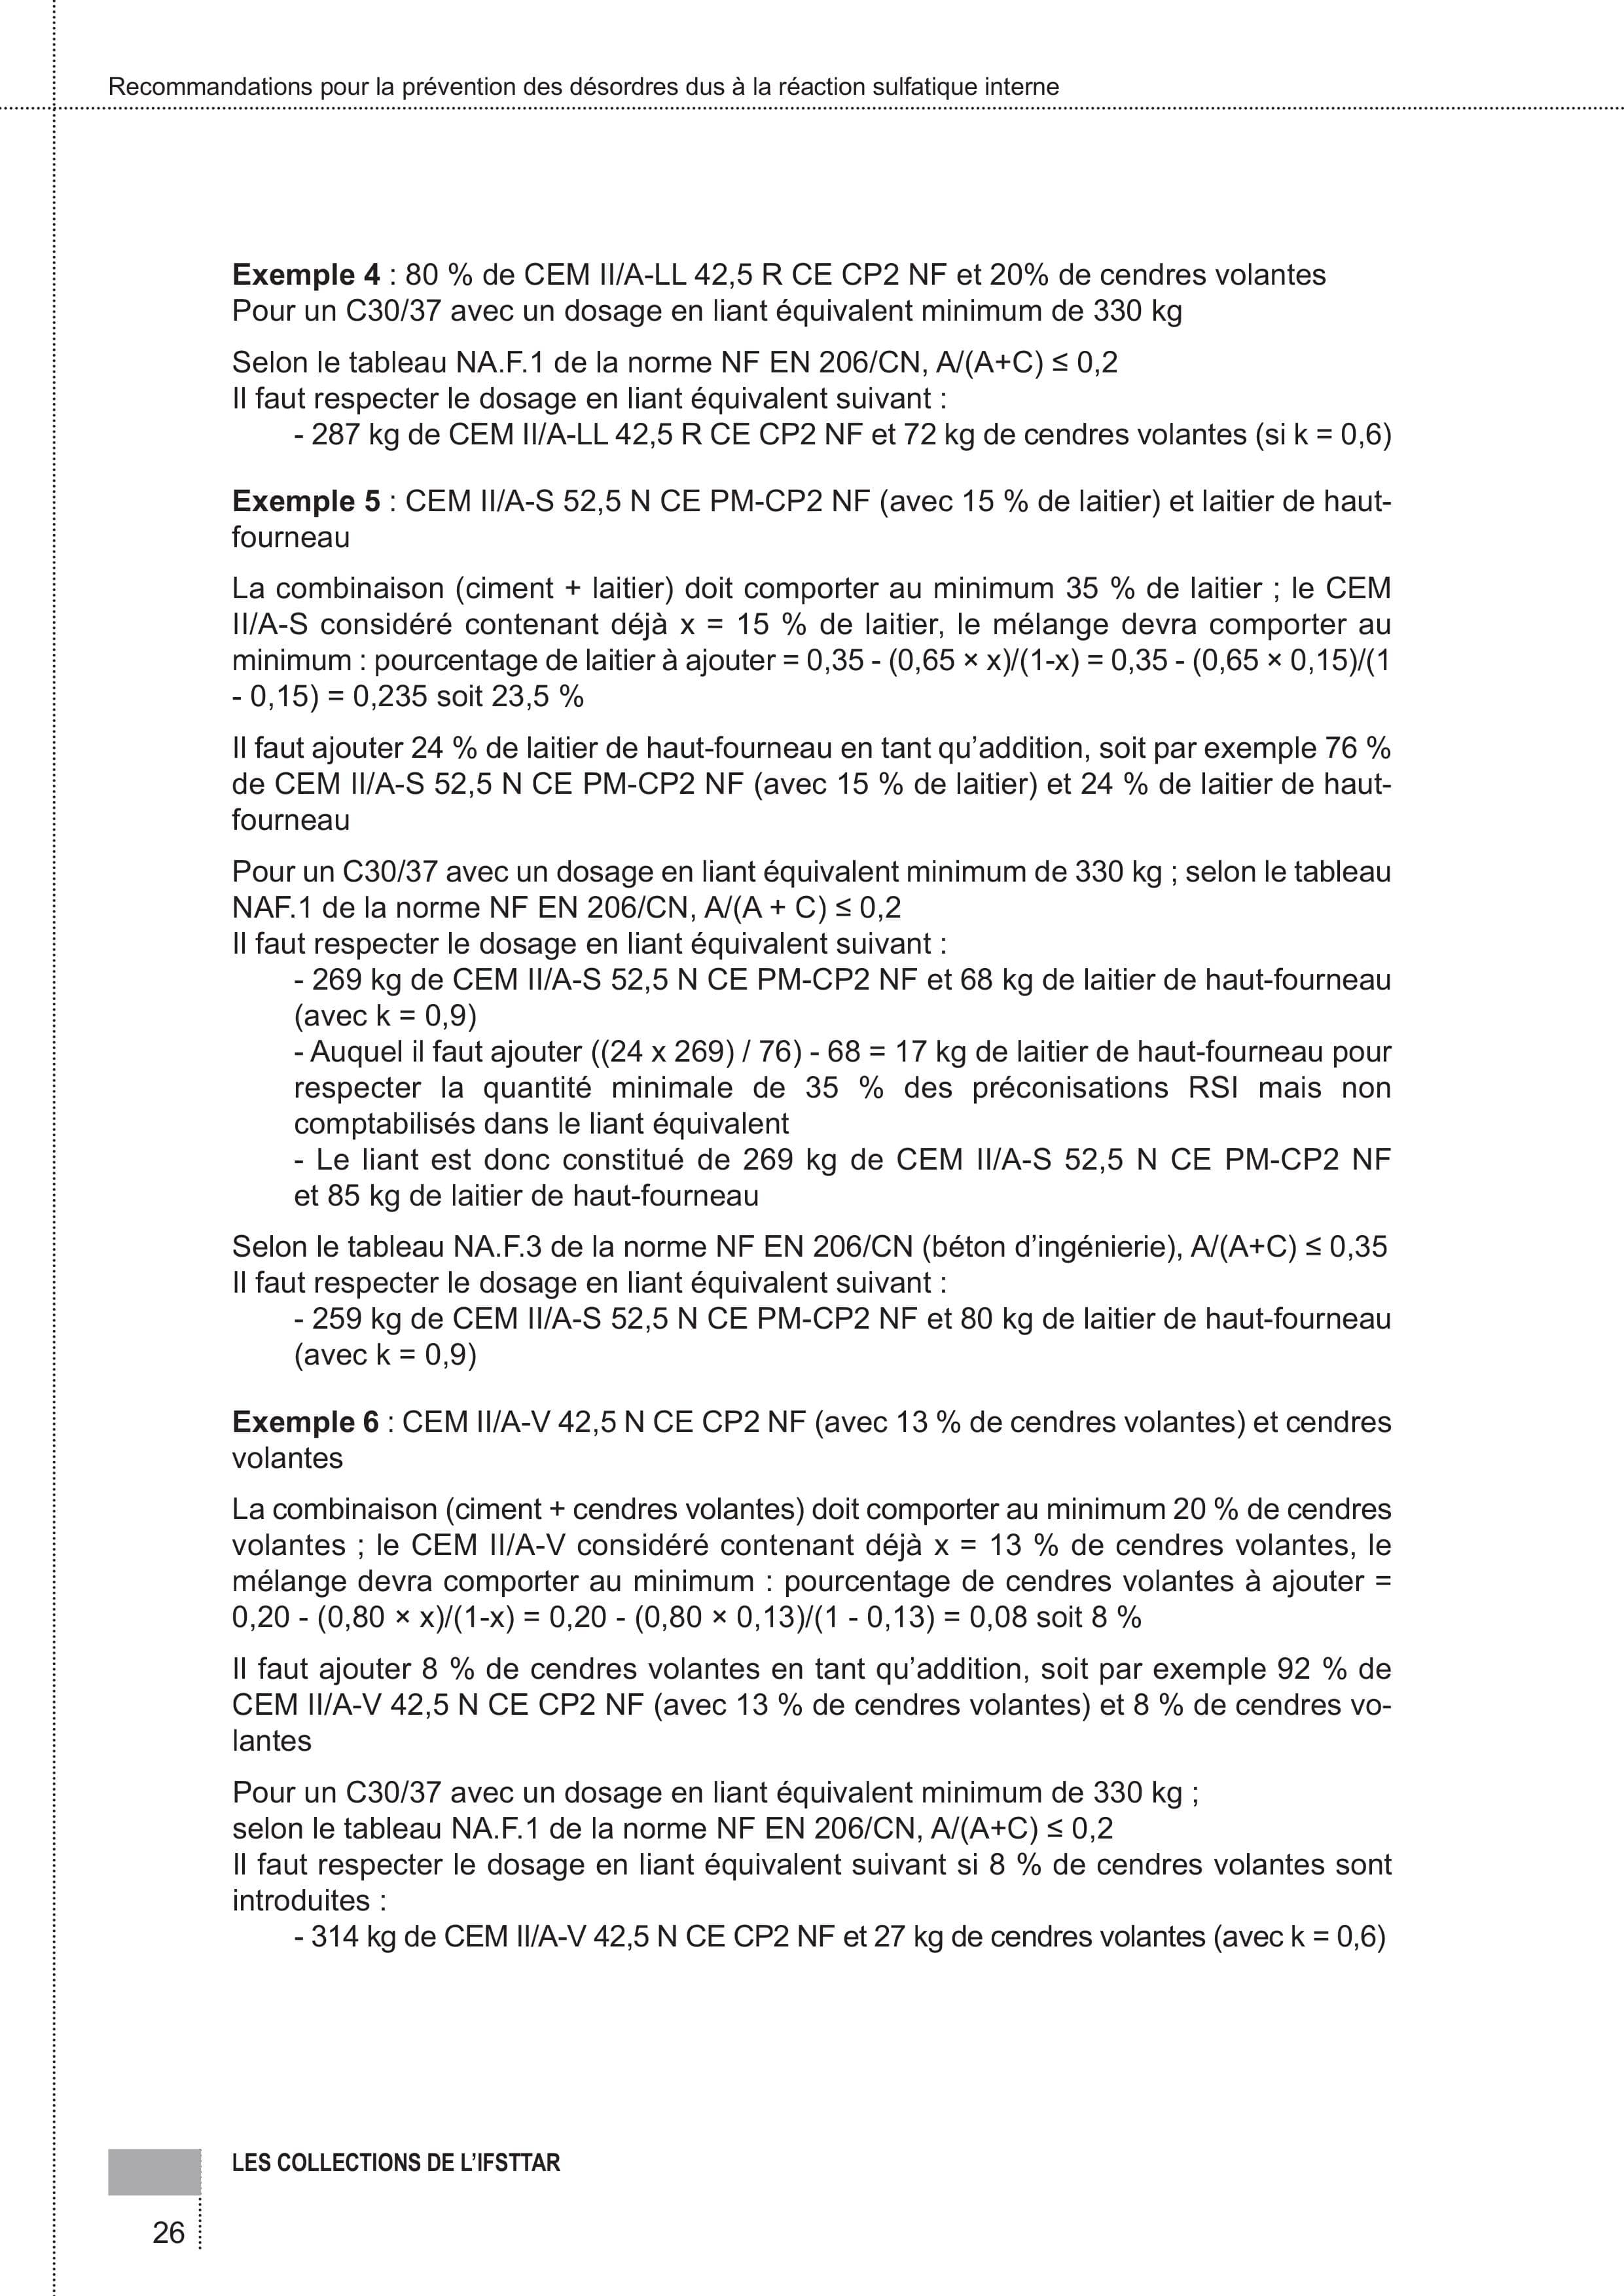 Recommandations pour la prévention des désordres dus à la réaction sulfatique interne
Exemple 4 : 80 % de CEM II/A-LL 42,5 R CE CP2 NF et 20% de cendres volantes
Pour un C30/37 avec un dosage en liant équivalent minimum de 330 kg
Selon le tableau NA.F.1 de la norme NF EN 206/CN, A/(A+C) ≤ 0,2
Il faut respecter le dosage en liant équivalent suivant :
- 287 kg de CEM II/A-LL 42,5 R CE CP2 NF et 72 kg de cendres volantes (si k = 0,6)
Exemple 5 : CEM II/A-S 52,5 N CE PM-CP2 NF (avec 15 % de laitier) et laitier de haut-
fourneau
La combinaison (ciment + laitier) doit comporter au minimum 35 % de laitier ; le CEM
II/A-S considéré contenant déjà x = 15 % de laitier, le mélange devra comporter au
minimum : pourcentage de laitier à ajouter = 0,35 - (0,65 × x)/(1-x) = 0,35 - (0,65 × 0,15)/(1
- 0,15) = 0,235 soit 23,5 %
Il faut ajouter 24 % de laitier de haut-fourneau en tant qu’addition, soit par exemple 76 %
de CEM II/A-S 52,5 N CE PM-CP2 NF (avec 15 % de laitier) et 24 % de laitier de haut-
fourneau
Pour un C30/37 avec un dosage en liant équivalent minimum de 330 kg ; selon le tableau
NAF.1 de la norme NF EN 206/CN, A/(A + C) ≤ 0,2
Il faut respecter le dosage en liant équivalent suivant :
- 269 kg de CEM II/A-S 52,5 N CE PM-CP2 NF et 68 kg de laitier de haut-fourneau
(avec k = 0,9)
- Auquel il faut ajouter ((24 x 269) / 76) - 68 = 17 kg de laitier de haut-fourneau pour
respecter la quantité minimale de 35 % des préconisations RSI mais non
comptabilisés dans le liant équivalent
- Le liant est donc constitué de 269 kg de CEM II/A-S 52,5 N CE PM-CP2 NF
et 85 kg de laitier de haut-fourneau
Selon le tableau NA.F.3 de la norme NF EN 206/CN (béton d’ingénierie), A/(A+C) ≤ 0,35
Il faut respecter le dosage en liant équivalent suivant :
- 259 kg de CEM II/A-S 52,5 N CE PM-CP2 NF et 80 kg de laitier de haut-fourneau
(avec k = 0,9)
Exemple 6 : CEM II/A-V 42,5 N CE CP2 NF (avec 13 % de cendres volantes) et cendres
volantes
La combinaison (ciment + cendres volantes) doit comporter au minimum 20 % de cendres
volantes ; le CEM II/A-V considéré contenant déjà x = 13 % de cendres volantes, le
mélange devra comporter au minimum : pourcentage de cendres volantes à ajouter =
0,20 - (0,80 × x)/(1-x) = 0,20 - (0,80 × 0,13)/(1 - 0,13) = 0,08 soit 8 %
Il faut ajouter 8 % de cendres volantes en tant qu’addition, soit par exemple 92 % de
CEM II/A-V 42,5 N CE CP2 NF (avec 13 % de cendres volantes) et 8 % de cendres vo-
lantes
Pour un C30/37 avec un dosage en liant équivalent minimum de 330 kg ;
selon le tableau NA.F.1 de la norme NF EN 206/CN, A/(A+C) ≤ 0,2
Il faut respecter le dosage en liant équivalent suivant si 8 % de cendres volantes sont
introduites :
- 314 kg de CEM II/A-V 42,5 N CE CP2 NF et 27 kg de cendres volantes (avec k = 0,6)
LES COLLECTIONS DE L’IFSTTAR
26